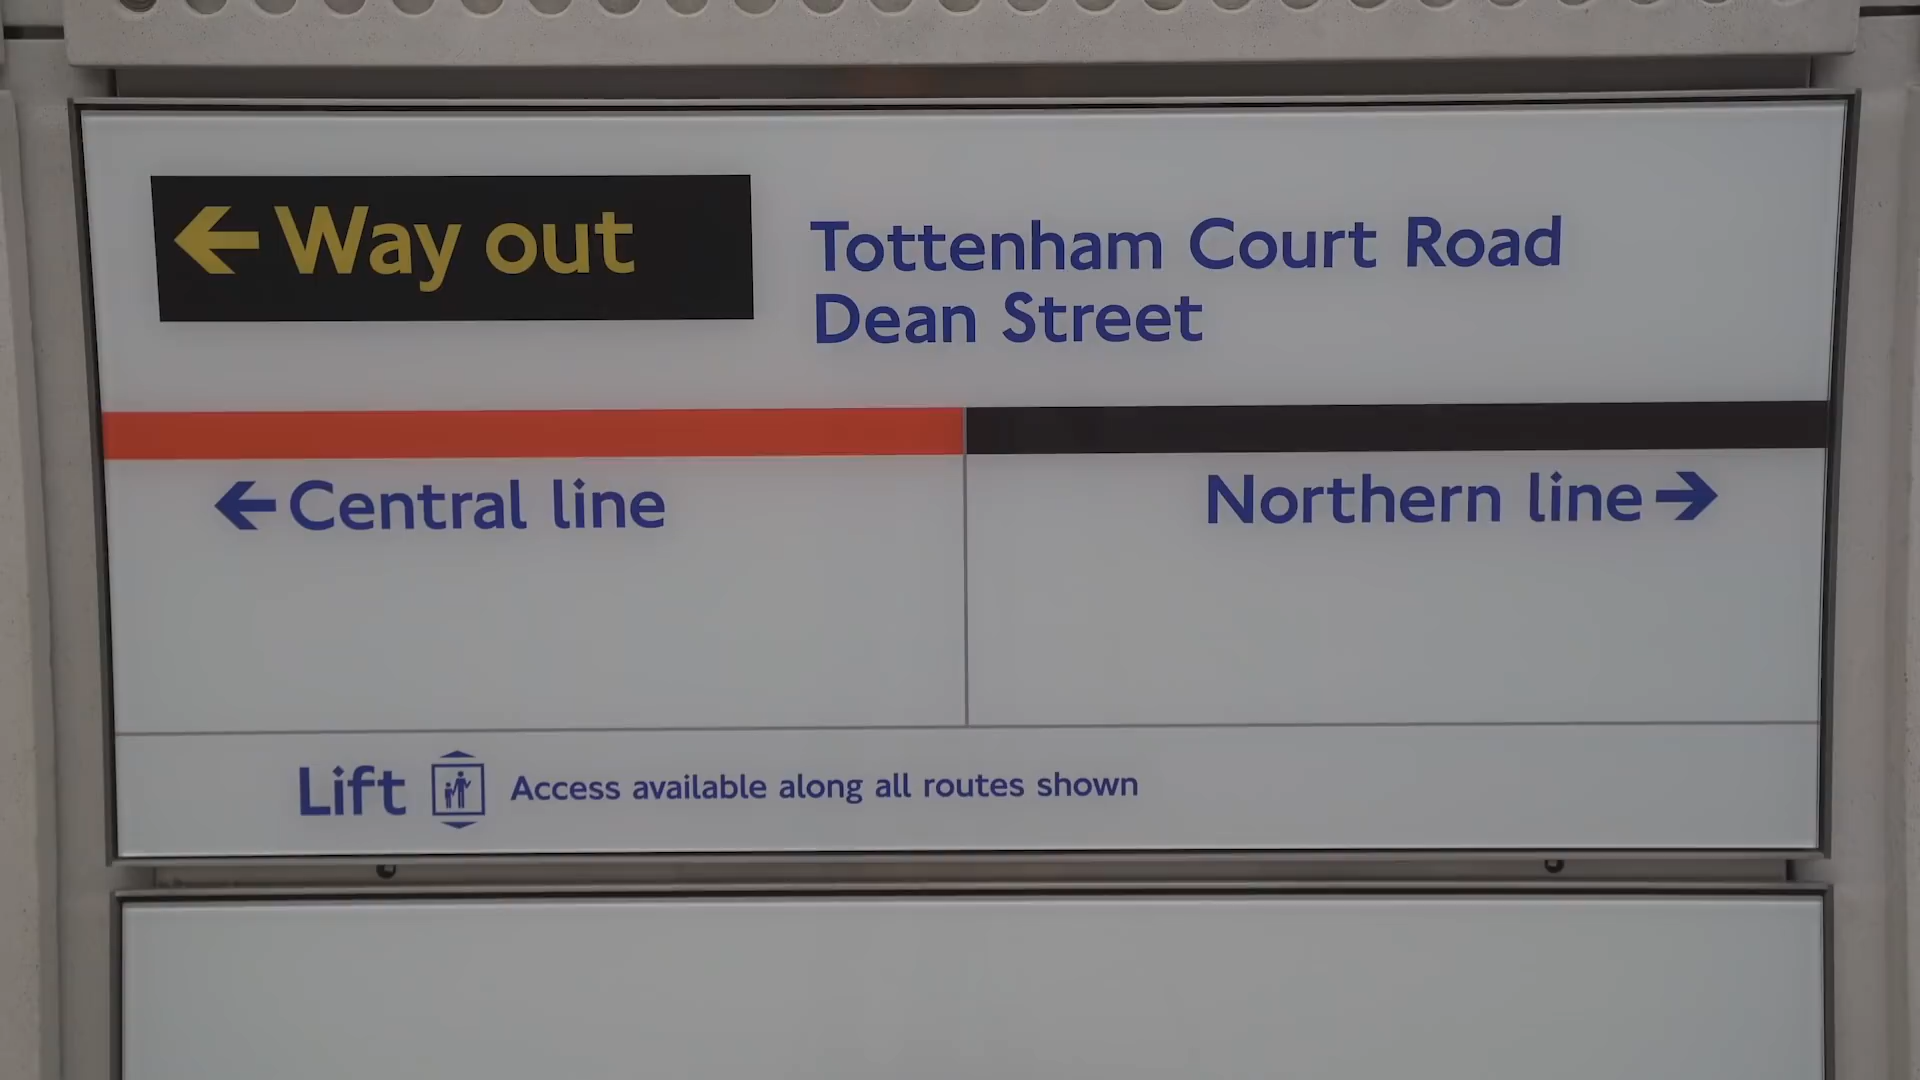 ← Way out
Tottenham Court Road
Dean Street
← Central line
Northern line →
Lift
Access available along all routes shown